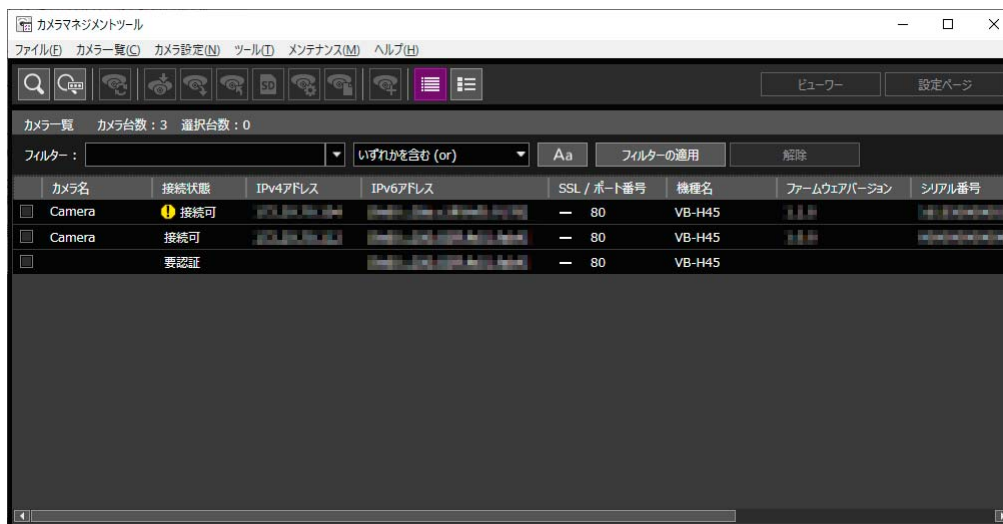 カメラマネジメントツール
ファイル(F) カメラ一覧(C) カメラ設定(N) ツール(T) メンテナンス(M) ヘルプ(H)
SD ビューワー 設定ページ
カメラ一覧 カメラ台数 : 3 選択台数 : 0
フィルター : いずれかを含む (or) Aa フィルターの適用 解除
カメラ名 接続状態 IPv4アドレス IPv6アドレス SSL / ポート番号 機種名 ファームウェアバージョン シリアル番号
Camera 接続可 — 80 VB-H45
Camera 接続可 — 80 VB-H45
要認証 — 80 VB-H45